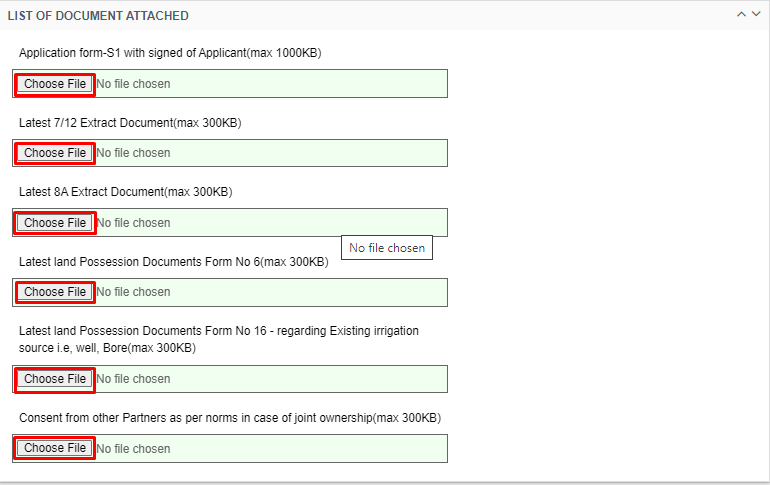 LIST OF DOCUMENT ATTACHED
Application form-S1 with signed of Applicant(max 1000KB)
Choose File No file chosen
Latest 7/12 Extract Document(max 300KB)
Choose File No file chosen
Latest 8A Extract Document(max 300KB)
Choose File No file chosen
No file chosen
Latest land Possession Documents Form No 6(max 300KB)
Choose File No file chosen
Latest land Possession Documents Form No 16 - regarding Existing irrigation
source i.e, well, Bore(max 300KB)
Choose File No file chosen
Consent from other Partners as per norms in case of joint ownership(max 300KB)
Choose File No file chosen